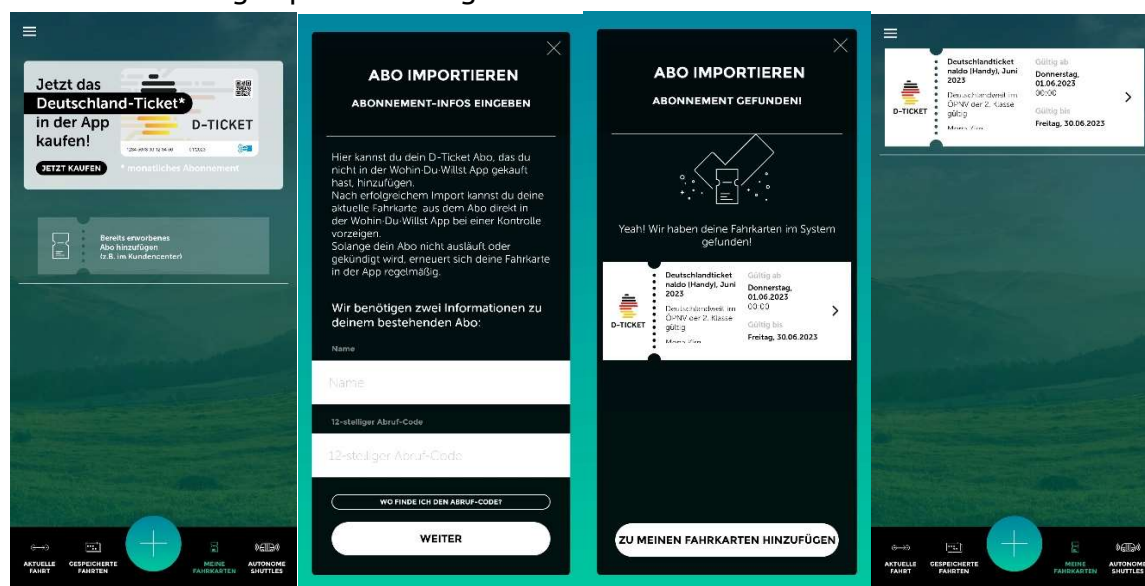 Jetzt das
Deutschland-Ticket*
in der App
kaufen!
D-TICKET
JETZT KAUFEN
* monatliches Abonnement
Bereits erworbenes
Abo hinzufügen
(z.B. im Kundencenter)
AKTUELLE
FAHRT
GESPEICHERTE
FAHRTEN
MEINE
FAHRKARTEN
AUTONOME
SHUTTLES
ABO IMPORTIEREN
ABONNEMENT-INFOS EINGEBEN
Hier kannst du dein D-Ticket Abo, das du
nicht in der Wohin-Du-Willst App gekauft
hast, hinzufügen.
Nach erfolgreichem Import kannst du deine
aktuelle Fahrkarte aus dem Abo direkt in
der Wohin-Du-Willst App bei einer Kontrolle
vorzeigen.
Solange dein Abo nicht ausläuft oder
gekündigt wird, erneuert sich deine Fahrkarte
in der App regelmäßig.
Wir benötigen zwei Informationen zu
deinem bestehenden Abo:
Name
Name
12-stelliger Abruf-Code
12-stelliger Abruf-Code
WO FINDE ICH DEN ABRUF-CODE?
WEITER
ABO IMPORTIEREN
ABONNEMENT GEFUNDEN!
Yeah! Wir haben deine Fahrkarten im System
gefunden!
D-TICKET
Deutschlandticket
naldo (Handy), Juni
2023
Deutschlandweit im
ÖPNV der 2. Klasse
gültig
Gültig ab
Donnerstag,
01.06.2023
00:00
Gültig bis
Freitag, 30.06.2023
ZU MEINEN FAHRKARTEN HINZUFÜGEN
D-TICKET
Deutschlandticket
naldo (Handy), Juni
2023
Deutschlandweit im
ÖPNV der 2. Klasse
gültig
Gültig ab
Donnerstag,
01.06.2023
00:00
Gültig bis
Freitag, 30.06.2023
AKTUELLE
FAHRT
GESPEICHERTE
FAHRTEN
MEINE
FAHRKARTEN
AUTONOME
SHUTTLES